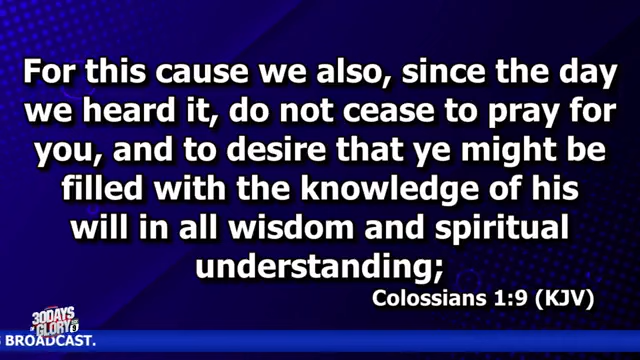 For this cause we also, since the day
we heard it, do not cease to pray for
you, and to desire that ye might be
filled with the knowledge of his
will in all wisdom and spiritual
understanding;
Colossians 1:9 (KJV)
30DAYS
OF GLORY
BROADCAST.